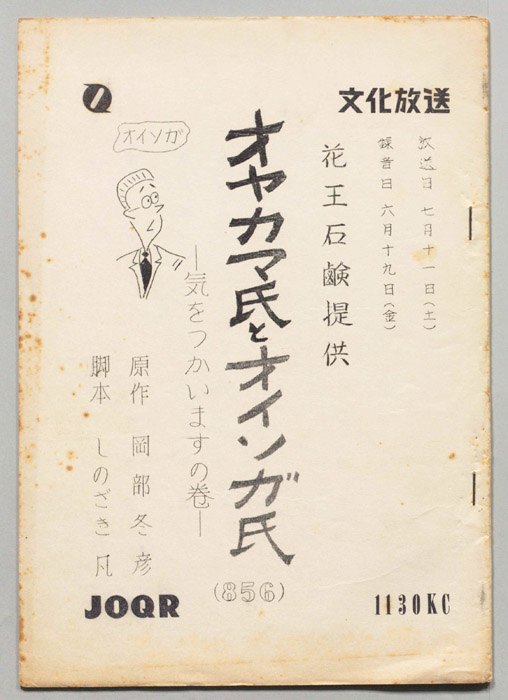 文化放送
放送日 七月十一日(土)
録音日 六月十九日(金)
花王石鹸提供
オヤカマ氏とオイソガ氏
(856)
―気をつかいますの巻―
オイソガ
原作 岡部冬彦
脚本 しのざき凡
JOQR
1130KC